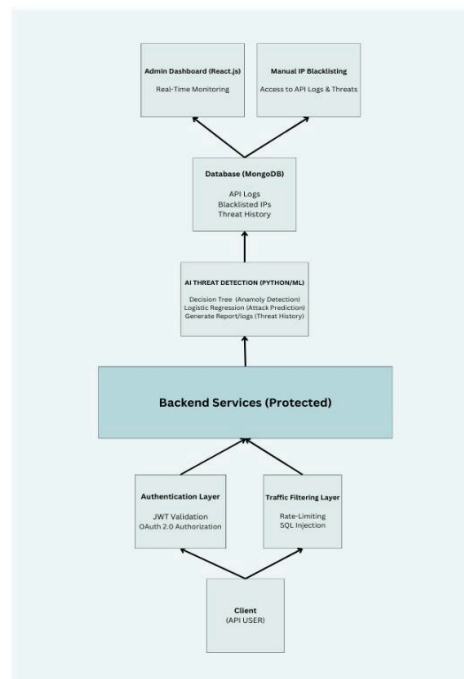 Admin Dashboard (React.js)
Real-Time Monitoring
Manual IP Blacklisting
Access to API Logs & Threats
Database (MongoDB)
API Logs
Blacklisted IPs
Threat History
AI THREAT DETECTION (PYTHON/ML)
Decision Tree (Anamoly Detection)
Logistic Regression (Attack Prediction)
Generate Report/logs (Threat History)
Backend Services (Protected)
Authentication Layer
JWT Validation
OAuth 2.0 Authorization
Traffic Filtering Layer
Rate-Limiting
SQL Injection
Client
(API USER)